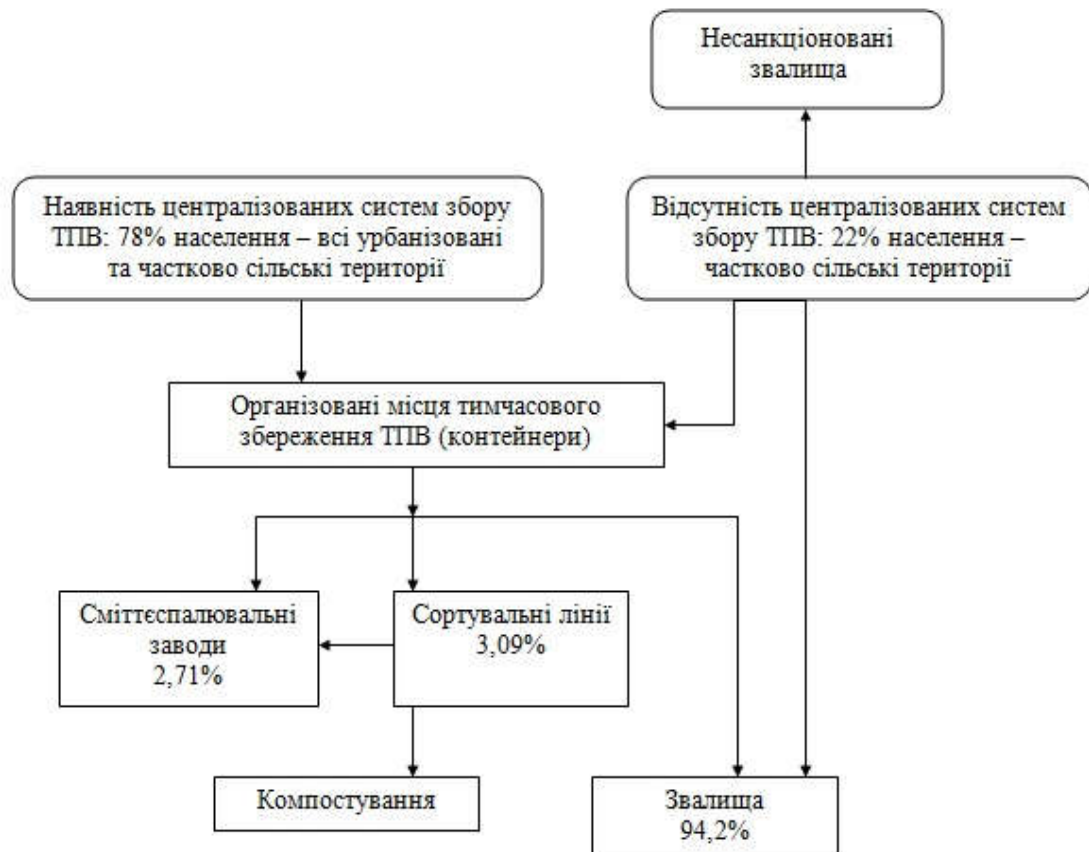 Несанкціоновані
звалища
Наявність централізованих систем збору
ТПВ: 78% населення – всі урбанізовані
та частково сільські території
Відсутність централізованих систем
збору ТПВ: 22% населення –
частково сільські території
Організовані місця тимчасового
збереження ТПВ (контейнери)
Сміттєспалювальні
заводи
2,71%
Сортувальні лінії
3,09%
Компостування
Звалища
94,2%